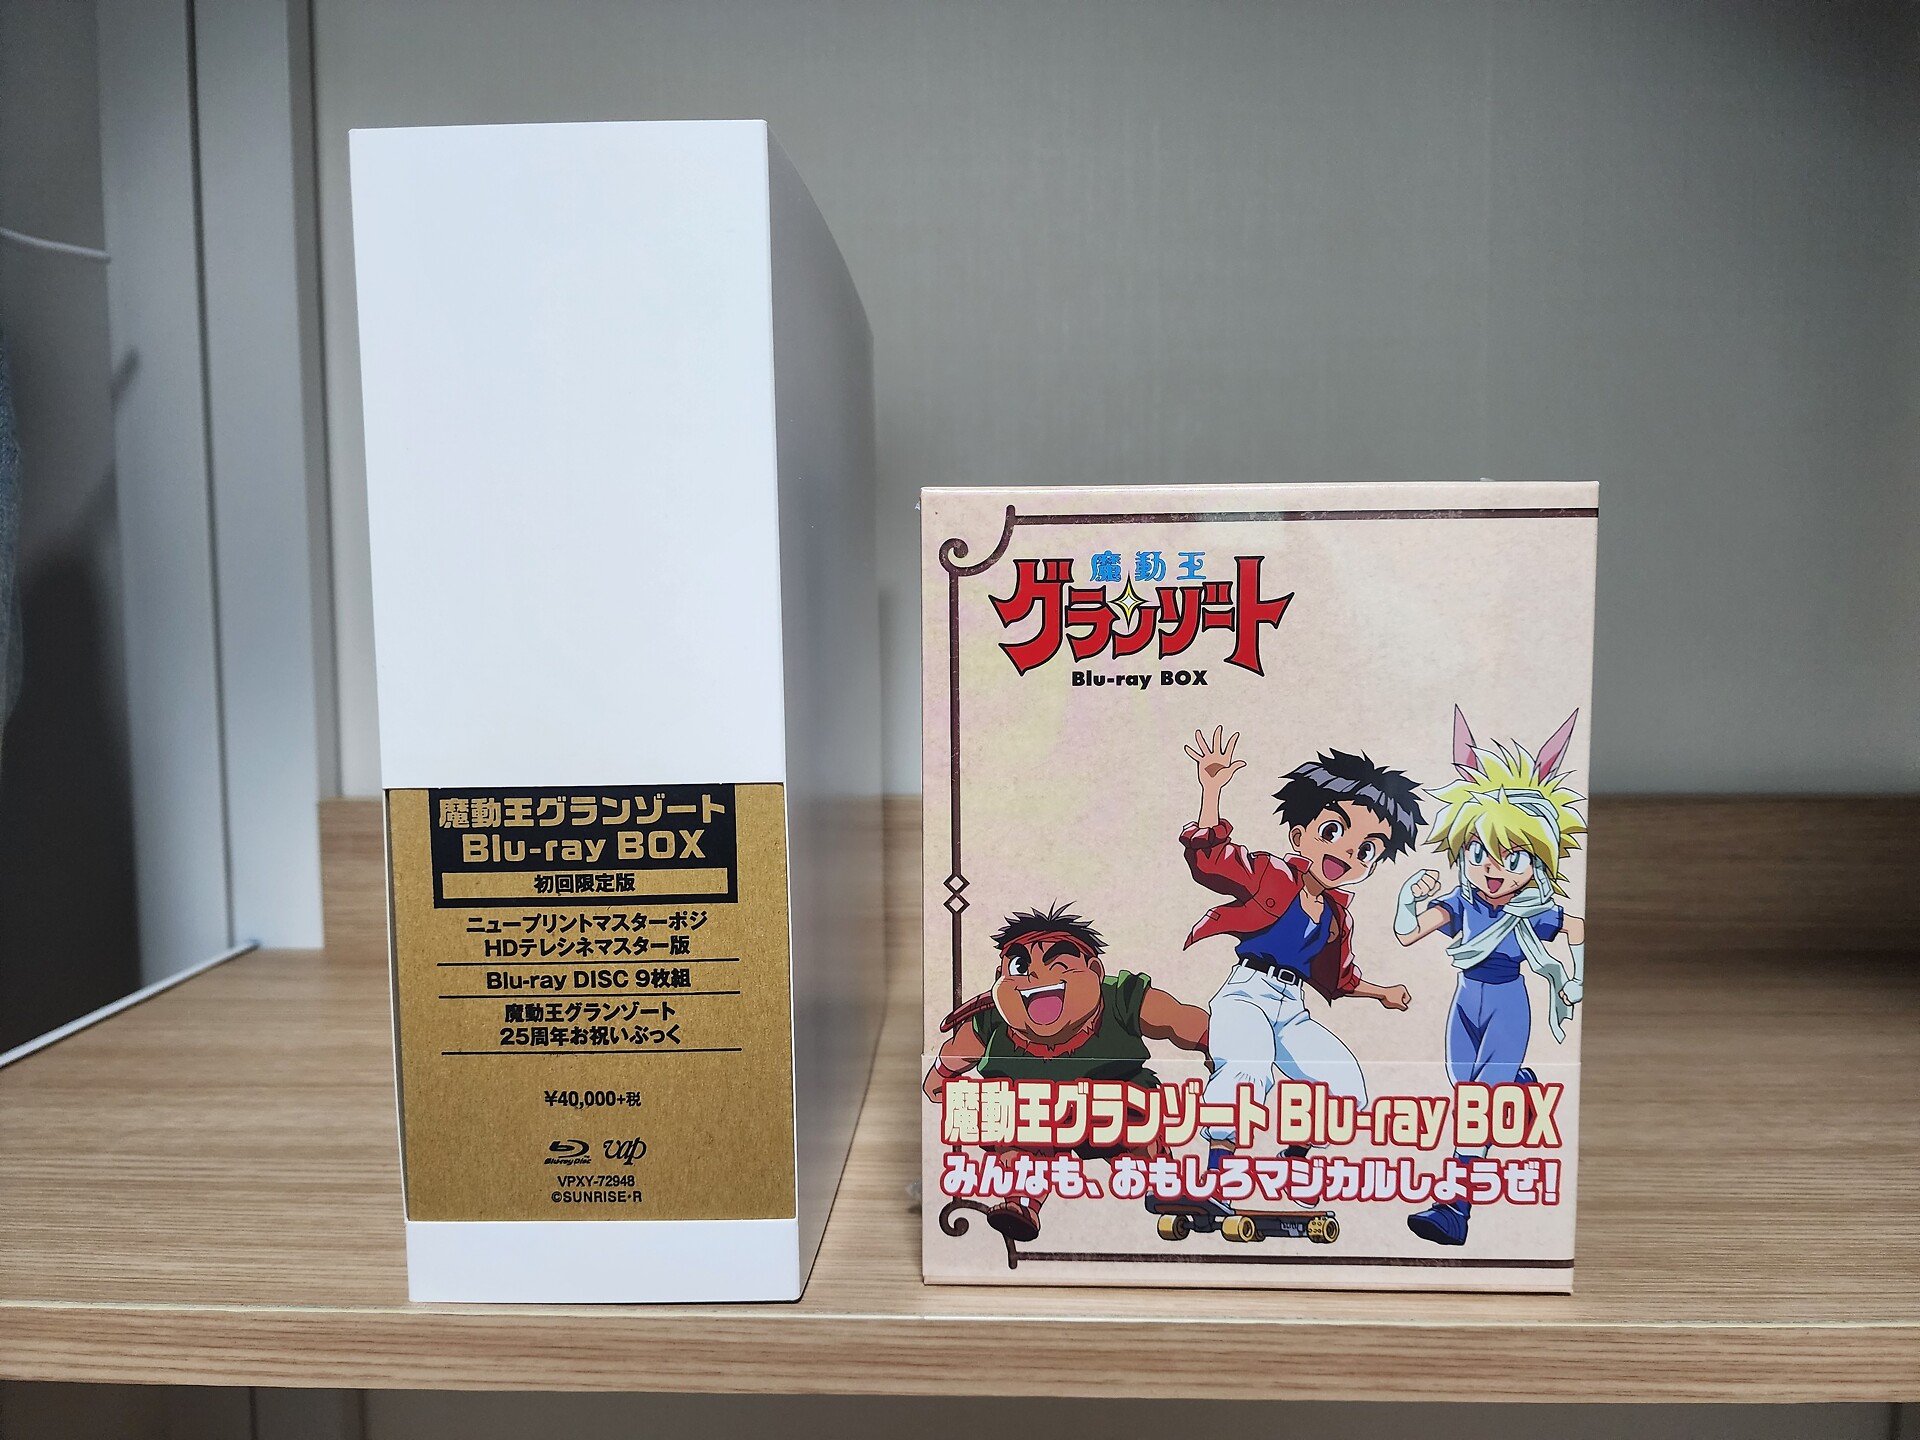 魔動王グランゾート
Blu-ray BOX
初回限定版
ニュープリントマスターポジ
HDテレシネマスター版
Blu-ray DISC 9枚組
魔動王グランゾート
25周年お祝いぶっく
¥40,000+税
Blu-ray Disc vap
VPXY-72948
©SUNRISE・R
魔動王
グランゾート
Blu-ray BOX
魔動王グランゾート Blu-ray BOX
みんなも、おもしろマジカルしようぜ!